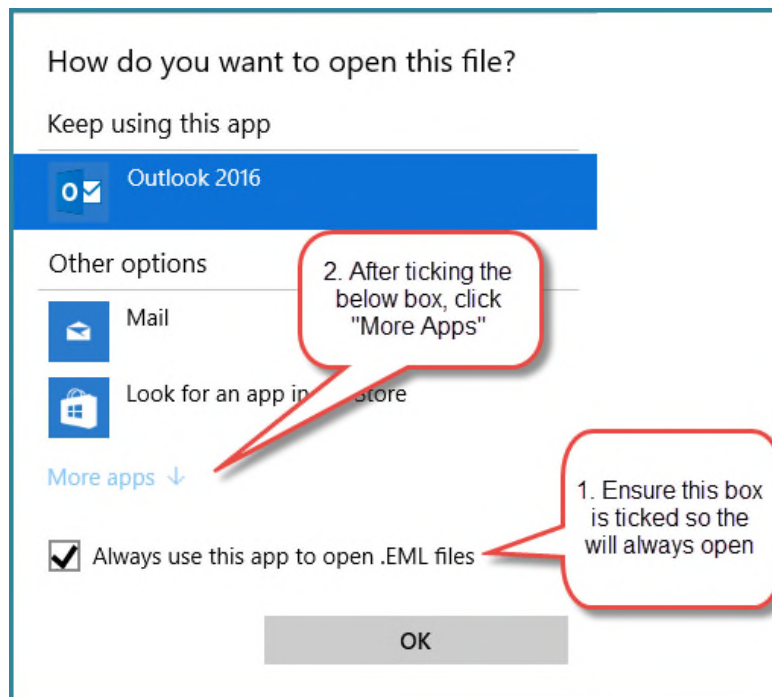 How do you want to open this file?
Keep using this app
Outlook 2016
Other options
2. After ticking the
below box, click
"More Apps"
Mail
Look for an app in Store
More apps ↓
1. Ensure this box
is ticked so the
will always open
Always use this app to open .EML files
OK